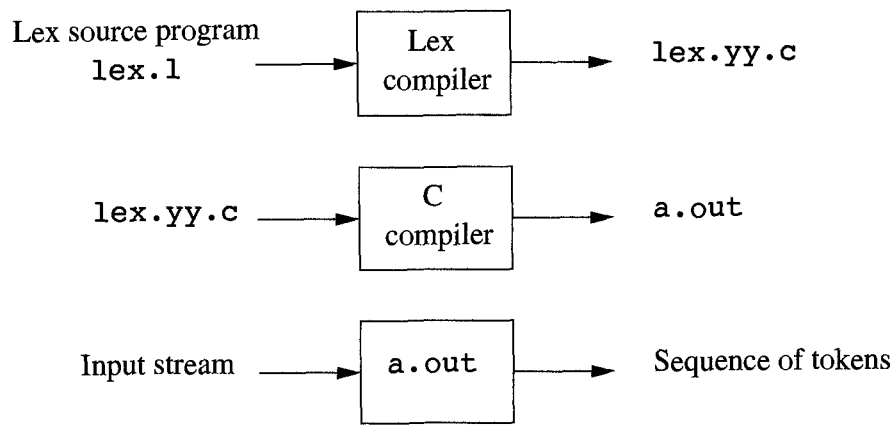 Lex source program
lex.l
Lex
compiler
lex.yy.c
lex.yy.c
C
compiler
a.out
Input stream
a.out
Sequence of tokens